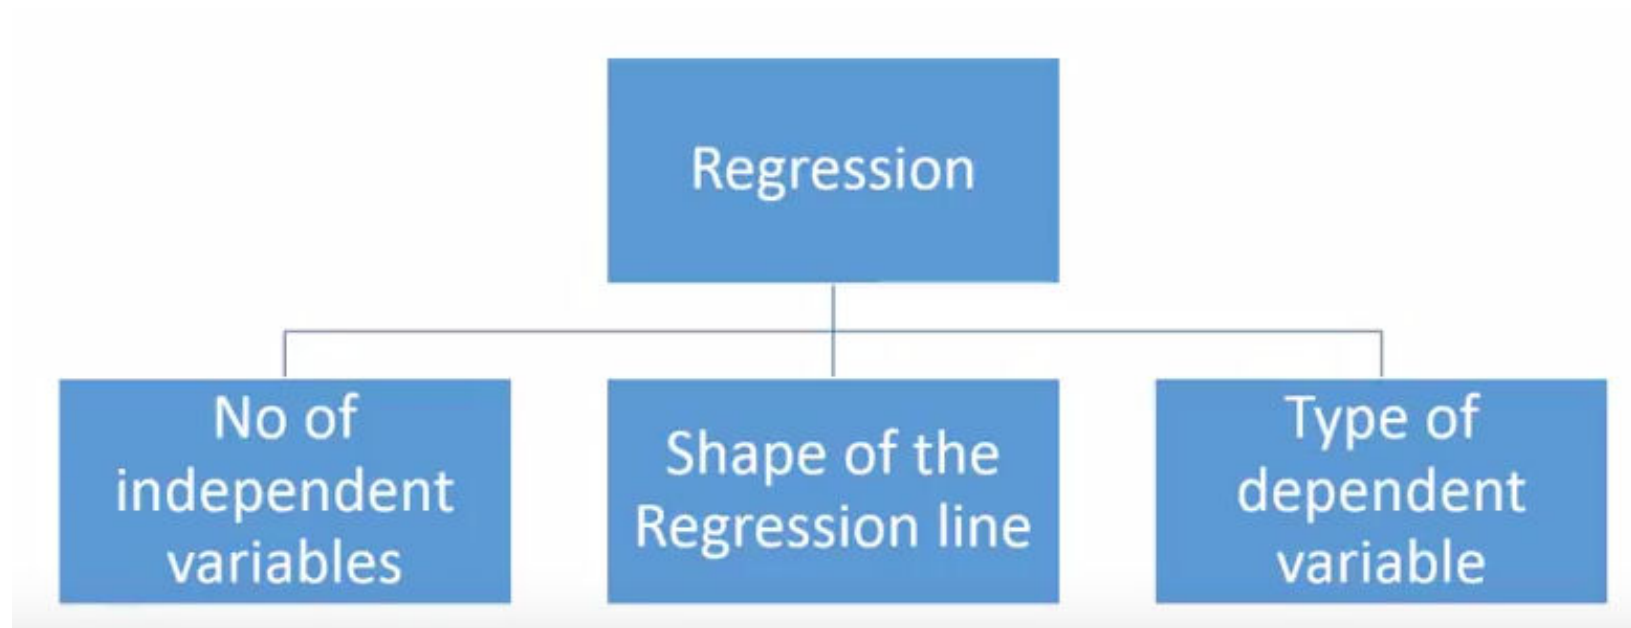 Regression
No of
independent
variables
Shape of the
Regression line
Type of
dependent
variable